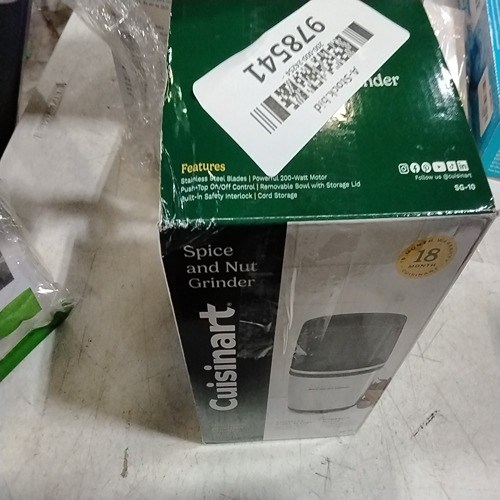 978541
A-Stock.bid
Grinder
Features
Stainless Steel Blades | Powerful 200-Watt Motor
Push-Top On/Off Control | Removable Bowl with Storage Lid
Built-in Safety Interlock | Cord Storage
Follow us @cuisinart
SG-10
Spice
and Nut
Grinder
Cuisinart
18
MONTH